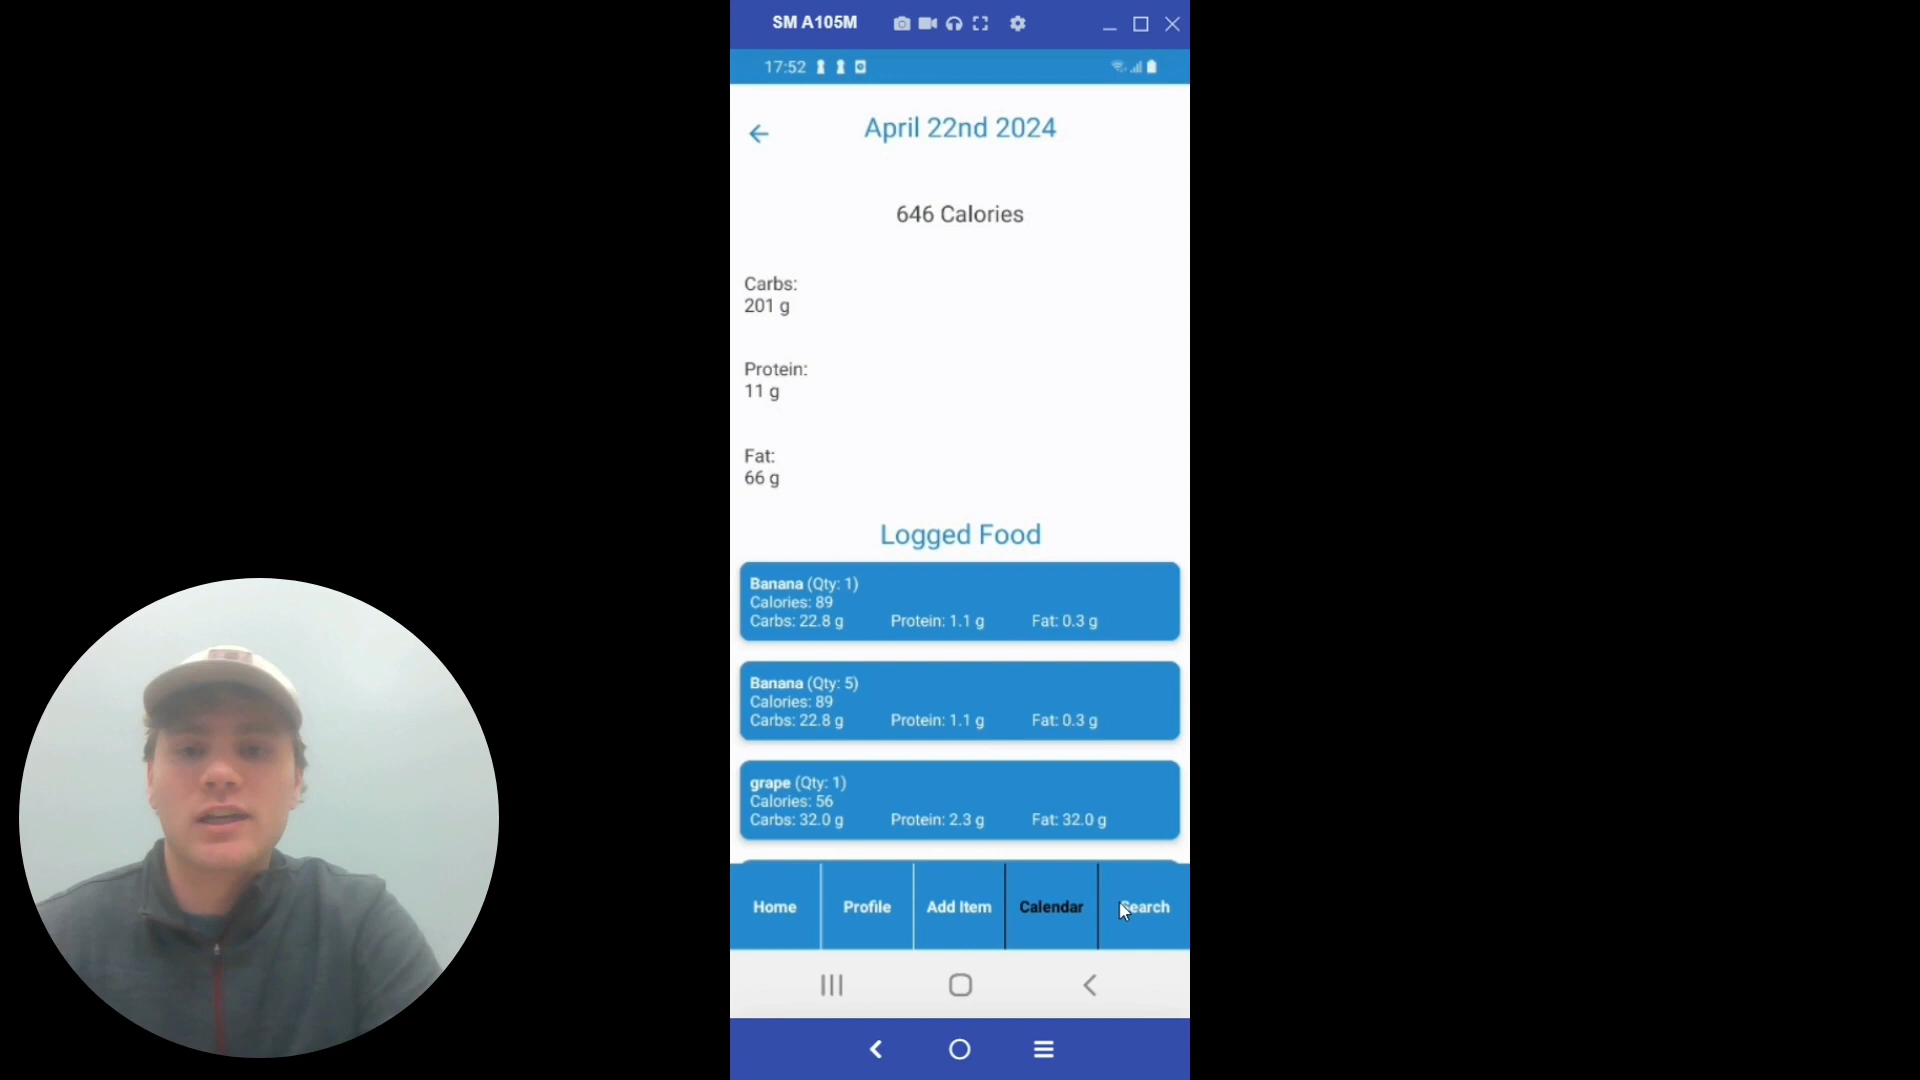 SM A105M
17:52
April 22nd 2024
646 Calories
Carbs:
201 g
Protein:
11 g
Fat:
66 g
Logged Food
Banana (Qty: 1)
Calories: 89
Carbs: 22.8 g Protein: 1.1 g Fat: 0.3 g
Banana (Qty: 5)
Calories: 89
Carbs: 22.8 g Protein: 1.1 g Fat: 0.3 g
grape (Qty: 1)
Calories: 56
Carbs: 32.0 g Protein: 2.3 g Fat: 32.0 g
Home Profile Add Item Calendar Search